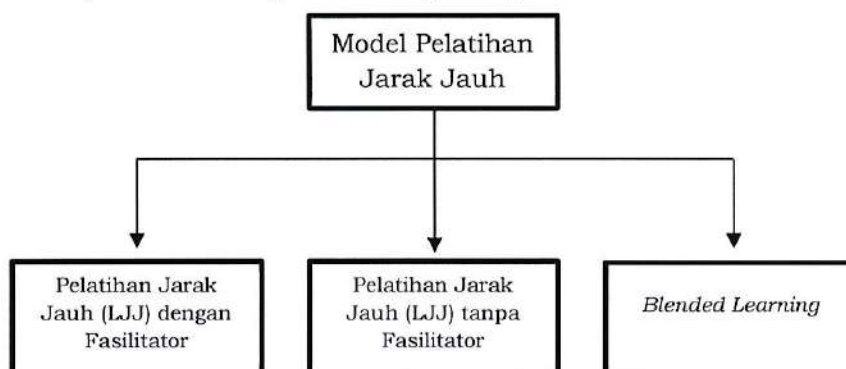 Model Pelatihan
Jarak Jauh
Pelatihan Jarak
Jauh (LJJ) dengan
Fasilitator
Pelatihan Jarak
Jauh (LJJ) tanpa
Fasilitator
Blended Learning